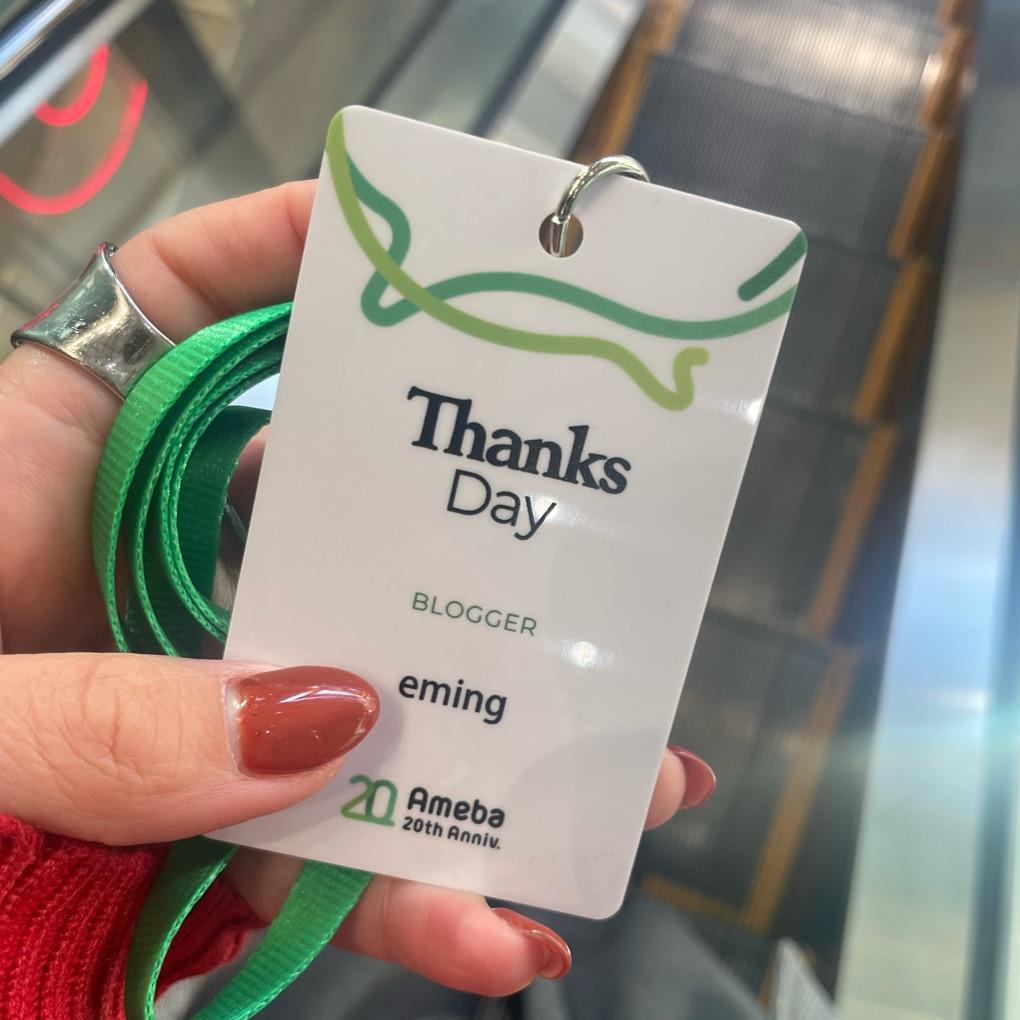 Thanks
Day
BLOGGER
eming
20 Ameba
20th Anniv.